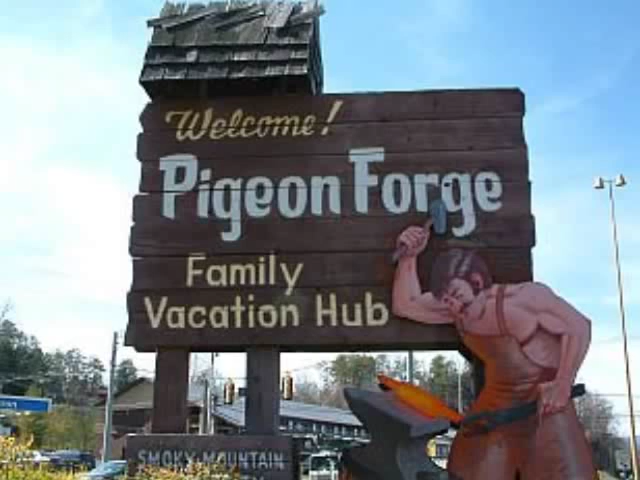 Welcome!
Pigeon Forge
Family
Vacation Hub
SMOKY MOUNTAIN